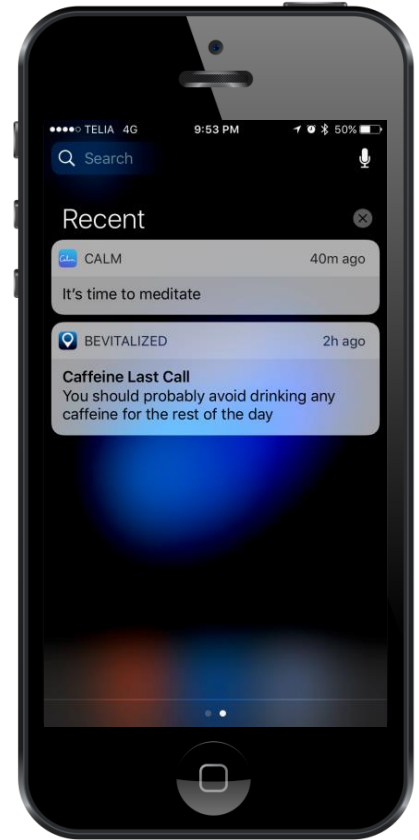 TELIA 4G 9:53 PM 50%
Search
Recent
CALM 40m ago
It's time to meditate
BEVITALIZED 2h ago
Caffeine Last Call
You should probably avoid drinking any
caffeine for the rest of the day